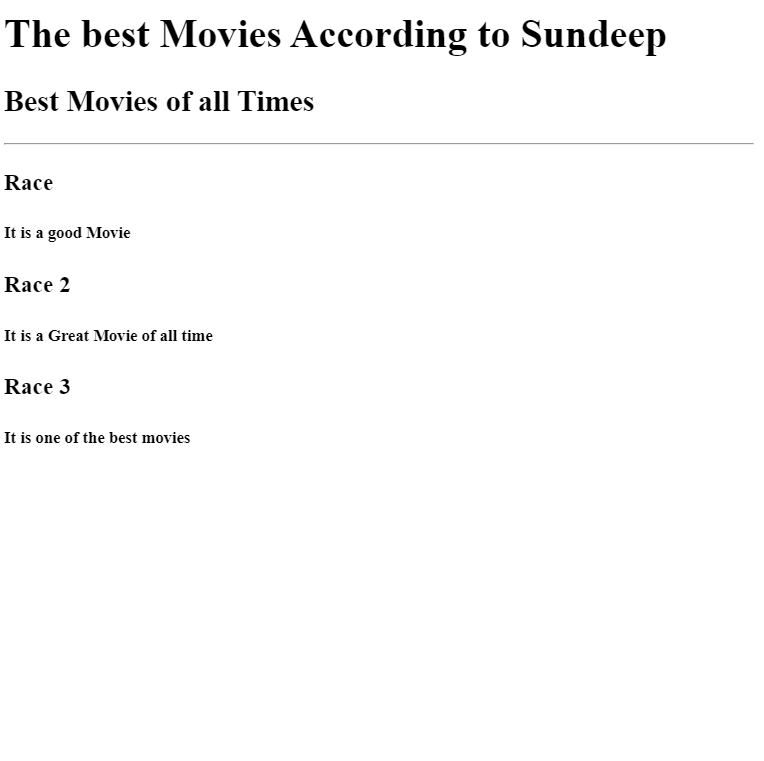 The best Movies According to Sundeep
Best Movies of all Times
Race
It is a good Movie
Race 2
It is a Great Movie of all time
Race 3
It is one of the best movies